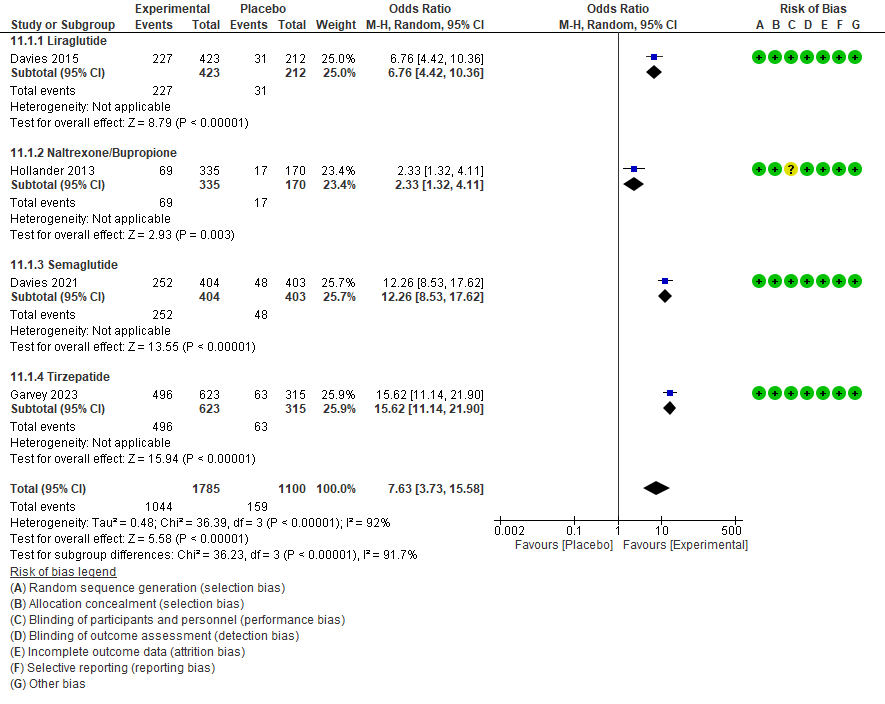 Experimental Placebo Odds Ratio Odds Ratio Risk of Bias
Study or Subgroup Events Total Events Total Weight M-H, Random, 95% CI M-H, Random, 95% CI A B C D E F G
11.1.1 Liraglutide
Davies 2015 227 423 31 212 25.0% 6.76 [4.42, 10.36] + + + + + + +
Subtotal (95% CI) 423 212 25.0% 6.76 [4.42, 10.36]
Total events 227 31
Heterogeneity: Not applicable
Test for overall effect: Z = 8.79 (P < 0.00001)
11.1.2 Naltrexone/Bupropione
Hollander 2013 69 335 17 170 23.4% 2.33 [1.32, 4.11] + + ? + + + +
Subtotal (95% CI) 335 170 23.4% 2.33 [1.32, 4.11]
Total events 69 17
Heterogeneity: Not applicable
Test for overall effect: Z = 2.93 (P = 0.003)
11.1.3 Semaglutide
Davies 2021 252 404 48 403 25.7% 12.26 [8.53, 17.62] + + + + + + +
Subtotal (95% CI) 404 403 25.7% 12.26 [8.53, 17.62]
Total events 252 48
Heterogeneity: Not applicable
Test for overall effect: Z = 13.55 (P < 0.00001)
11.1.4 Tirzepatide
Garvey 2023 496 623 63 315 25.9% 15.62 [11.14, 21.90] + + + + + + +
Subtotal (95% CI) 623 315 25.9% 15.62 [11.14, 21.90]
Total events 496 63
Heterogeneity: Not applicable
Test for overall effect: Z = 15.94 (P < 0.00001)
Total (95% CI) 1785 1100 100.0% 7.63 [3.73, 15.58]
Total events 1044 159
Heterogeneity: Tau² = 0.48; Chi² = 36.39, df = 3 (P < 0.00001); I² = 92%
Test for overall effect: Z = 5.58 (P < 0.00001)
Test for subgroup differences: Chi² = 36.23, df = 3 (P < 0.00001), I² = 91.7%
0.002 0.1 1 10 500
Favours [Placebo] Favours [Experimental]
Risk of bias legend
(A) Random sequence generation (selection bias)
(B) Allocation concealment (selection bias)
(C) Blinding of participants and personnel (performance bias)
(D) Blinding of outcome assessment (detection bias)
(E) Incomplete outcome data (attrition bias)
(F) Selective reporting (reporting bias)
(G) Other bias